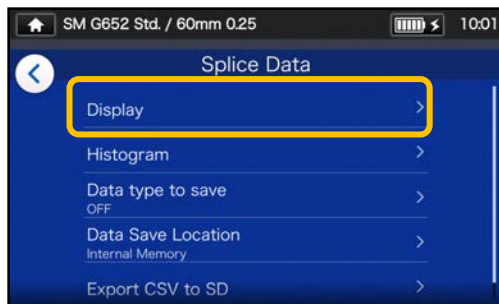 SM G652 Std. / 60mm 0.25 10:01
Splice Data
Display
Histogram
Data type to save
OFF
Data Save Location
Internal Memory
Export CSV to SD